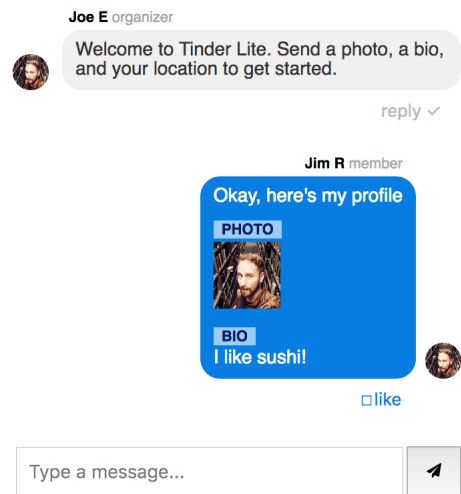 Joe E organizer
Welcome to Tinder Lite. Send a photo, a bio,
and your location to get started.
reply ✓
Jim R member
Okay, here's my profile
PHOTO
BIO
I like sushi!
like
Type a message...